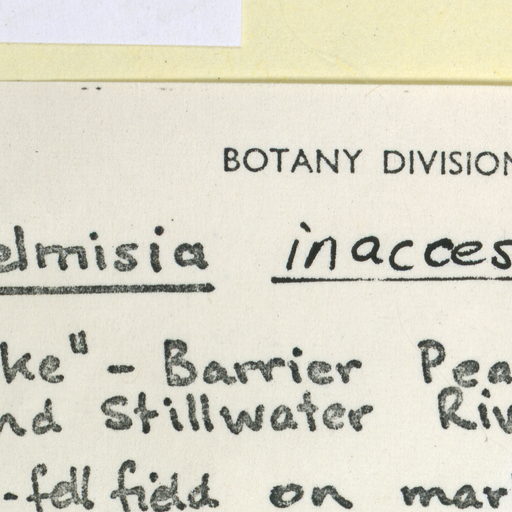 BOTANY DIVISION
elmisia inacces
ke" - Barrier Pea
nd Stillwater Riv
-fell field on mar